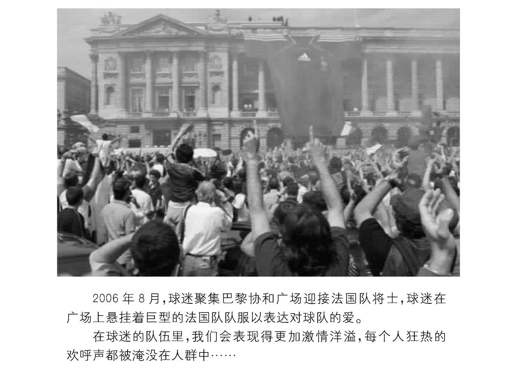 2006 年 8 月，球迷聚集巴黎协和广场迎接法国队将士，球迷在
广场上悬挂着巨型的法国队队服以表达对球队的爱。
在球迷的队伍里，我们会表现得更加激情洋溢，每个人狂热的
欢呼声都被淹没在人群中……